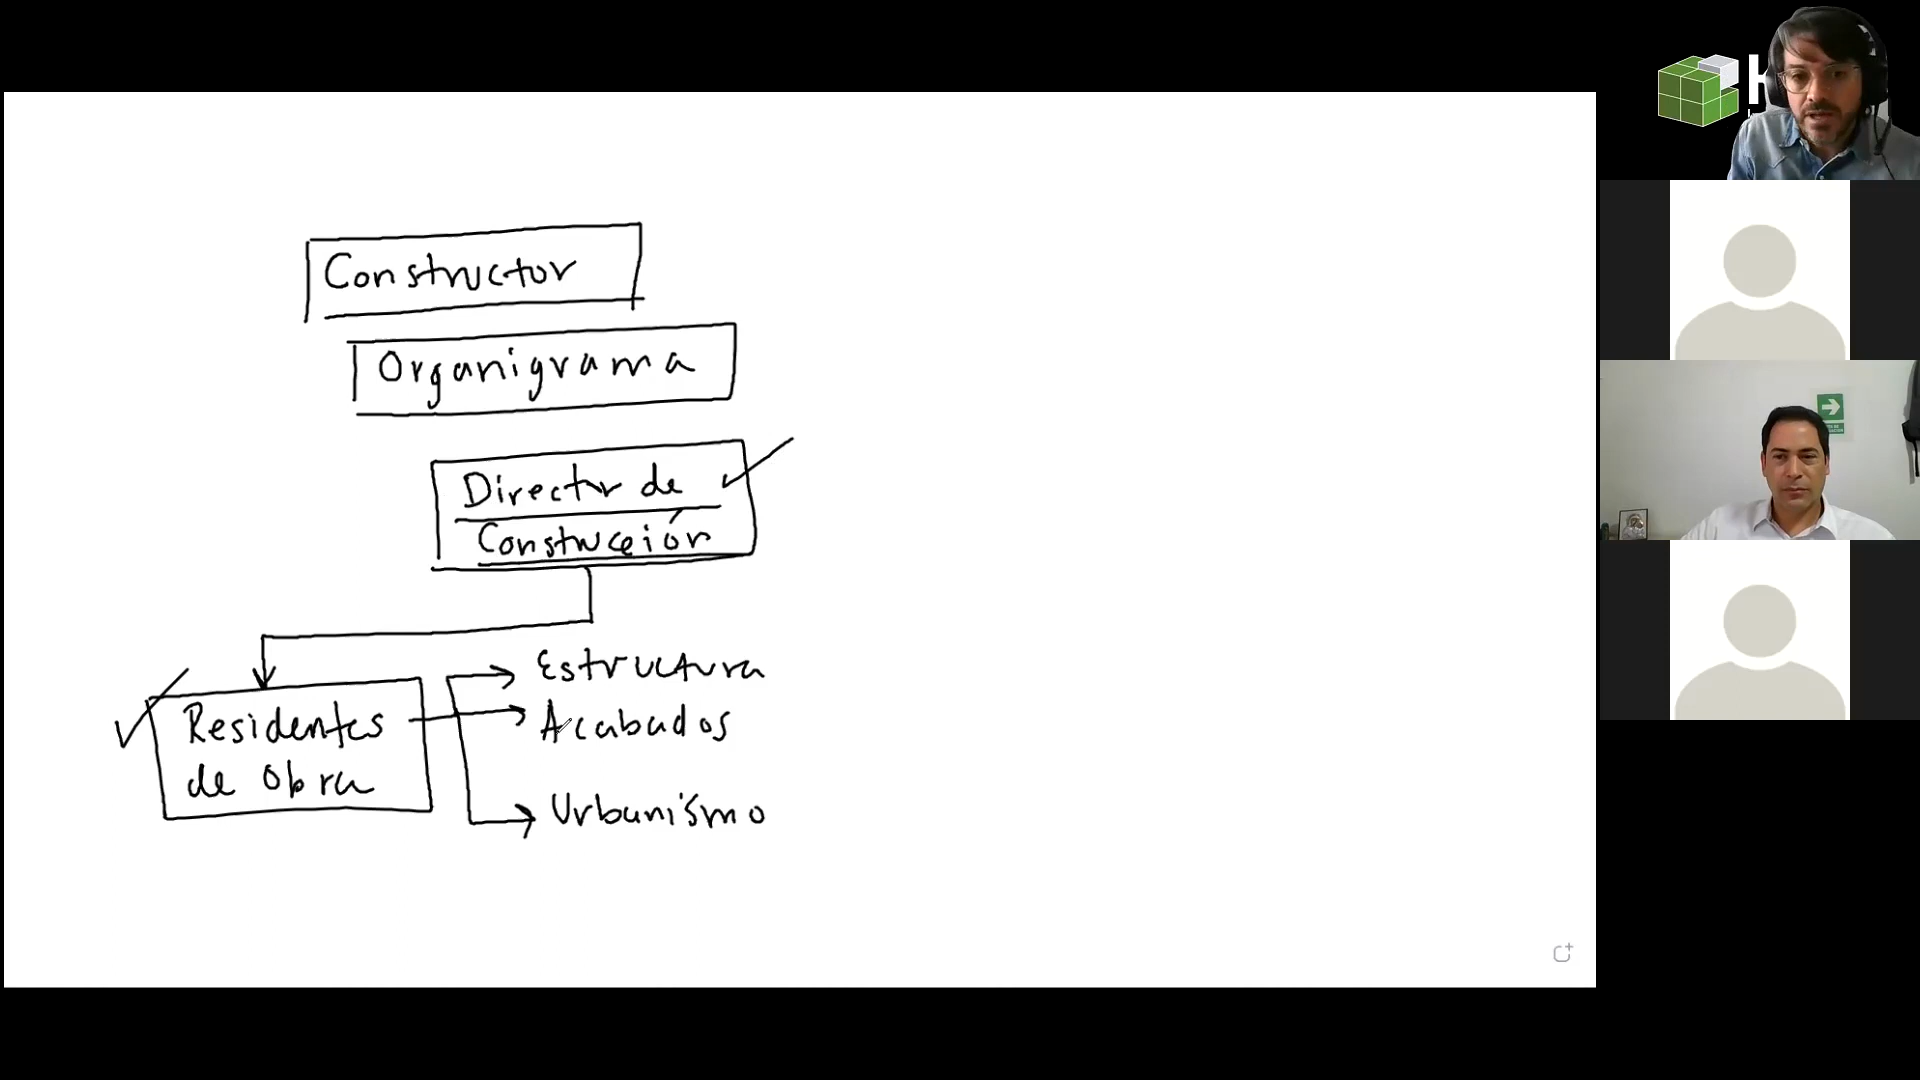 Constructor
Organigrama
Director de
Construcción
Residentes
de Obra
Estructura
Acabados
Urbanismo